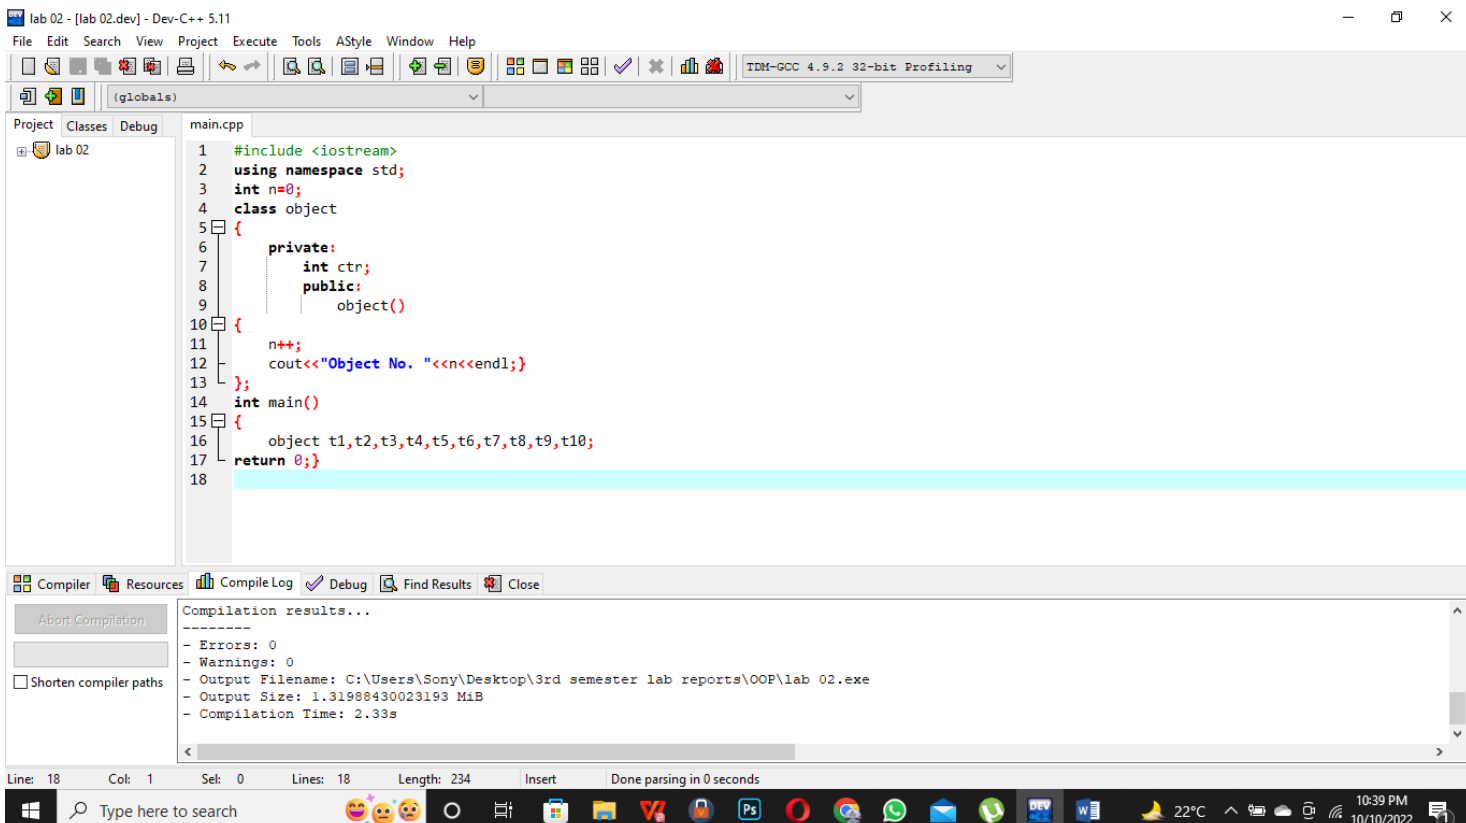 lab 02 - [lab 02.dev] - Dev-C++ 5.11
File Edit Search View Project Execute Tools AStyle Window Help
TDM-GCC 4.9.2 32-bit Profiling
(globals)
Project Classes Debug main.cpp
lab 02
1 #include <iostream>
2 using namespace std;
3 int n=0;
4 class object
5 {
6 private:
7 int ctr;
8 public:
9 object()
10 {
11 n++;
12 cout<<"Object No. "<<n<<endl;}
13 };
14 int main()
15 {
16 object t1,t2,t3,t4,t5,t6,t7,t8,t9,t10;
17 return 0;}
18
Compiler Resources Compile Log Debug Find Results Close
Abort Compilation
Shorten compiler paths
Compilation results...
--------
- Errors: 0
- Warnings: 0
- Output Filename: C:\Users\Sony\Desktop\3rd semester lab reports\OOP\lab 02.exe
- Output Size: 1.31988430023193 MiB
- Compilation Time: 2.33s
Line: 18 Col: 1 Sel: 0 Lines: 18 Length: 234 Insert Done parsing in 0 seconds
Type here to search
Ps
DEV
W
22°C
10:39 PM
10/10/2022
1